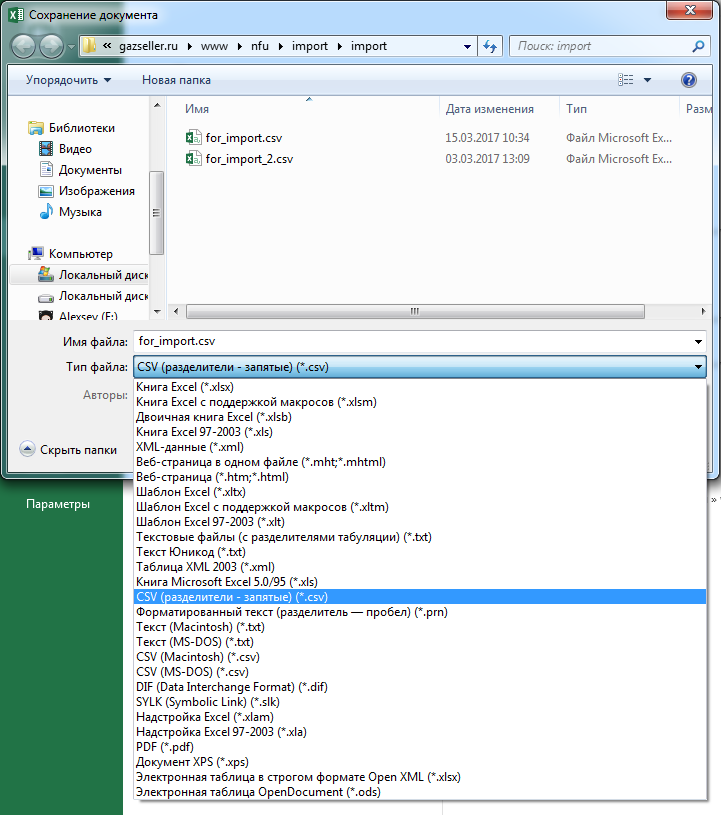 Сохранение документа
« gazseller.ru www nfu import import
Поиск: import
Упорядочить Новая папка
Имя Дата изменения Тип Разм
Библиотеки
Видео
Документы
Изображения
Музыка
Компьютер
Локальный диск
Локальный диск
Alexsey (F:)
for_import.csv 15.03.2017 10:34 Файл Microsoft Ex...
for_import_2.csv 03.03.2017 13:09 Файл Microsoft Ex...
Имя файла: for_import.csv
Тип файла: CSV (разделители - запятые) (*.csv)
Авторы:
Скрыть папки
Параметры
Книга Excel (*.xlsx)
Книга Excel с поддержкой макросов (*.xlsm)
Двоичная книга Excel (*.xlsb)
Книга Excel 97-2003 (*.xls)
XML-данные (*.xml)
Веб-страница в одном файле (*.mht;*.mhtml)
Веб-страница (*.htm;*.html)
Шаблон Excel (*.xltx)
Шаблон Excel с поддержкой макросов (*.xltm)
Шаблон Excel 97-2003 (*.xlt)
Текстовые файлы (с разделителями табуляции) (*.txt)
Текст Юникод (*.txt)
Таблица XML 2003 (*.xml)
Книга Microsoft Excel 5.0/95 (*.xls)
CSV (разделители - запятые) (*.csv)
Форматированный текст (разделитель — пробел) (*.prn)
Текст (Macintosh) (*.txt)
Текст (MS-DOS) (*.txt)
CSV (Macintosh) (*.csv)
CSV (MS-DOS) (*.csv)
DIF (Data Interchange Format) (*.dif)
SYLK (Symbolic Link) (*.slk)
Надстройка Excel (*.xlam)
Надстройка Excel 97-2003 (*.xla)
PDF (*.pdf)
Документ XPS (*.xps)
Электронная таблица в строгом формате Open XML (*.xlsx)
Электронная таблица OpenDocument (*.ods)